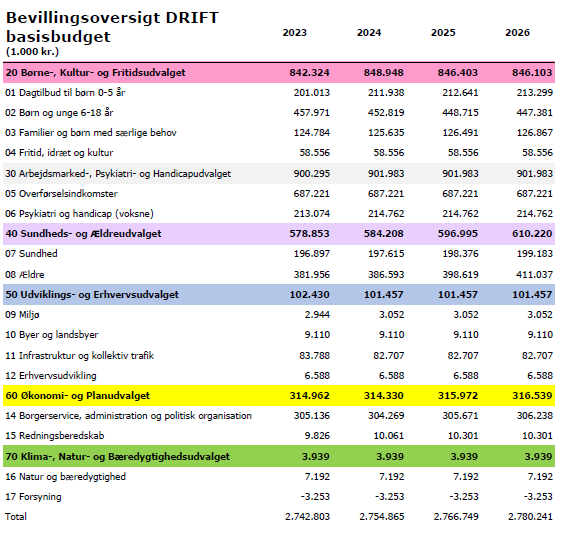 Bevillingsoversigt DRIFT
basisbudget
(1.000 kr.) 2023 2024 2025 2026
20 Børne-, Kultur- og Fritidsudvalget 842.324 848.948 846.403 846.103
01 Dagtilbud til børn 0-5 år 201.013 211.938 212.641 213.299
02 Børn og unge 6-18 år 457.971 452.819 448.715 447.381
03 Familier og børn med særlige behov 124.784 125.635 126.491 126.867
04 Fritid, idræt og kultur 58.556 58.556 58.556 58.556
30 Arbejdsmarked-, Psykiatri- og Handicapudvalget 900.295 901.983 901.983 901.983
05 Overførselsindkomster 687.221 687.221 687.221 687.221
06 Psykiatri og handicap (voksne) 213.074 214.762 214.762 214.762
40 Sundheds- og Ældreudvalget 578.853 584.208 596.995 610.220
07 Sundhed 196.897 197.615 198.376 199.183
08 Ældre 381.956 386.593 398.619 411.037
50 Udviklings- og Erhvervsudvalget 102.430 101.457 101.457 101.457
09 Miljø 2.944 3.052 3.052 3.052
10 Byer og landsbyer 9.110 9.110 9.110 9.110
11 Infrastruktur og kollektiv trafik 83.788 82.707 82.707 82.707
12 Erhvervsudvikling 6.588 6.588 6.588 6.588
60 Økonomi- og Planudvalget 314.962 314.330 315.972 316.539
14 Borgerservice, administration og politisk organisation 305.136 304.269 305.671 306.238
15 Redningsberedskab 9.826 10.061 10.301 10.301
70 Klima-, Natur- og Bæredygtighedsudvalget 3.939 3.939 3.939 3.939
16 Natur og bæredygtighed 7.192 7.192 7.192 7.192
17 Forsyning -3.253 -3.253 -3.253 -3.253
Total 2.742.803 2.754.865 2.766.749 2.780.241